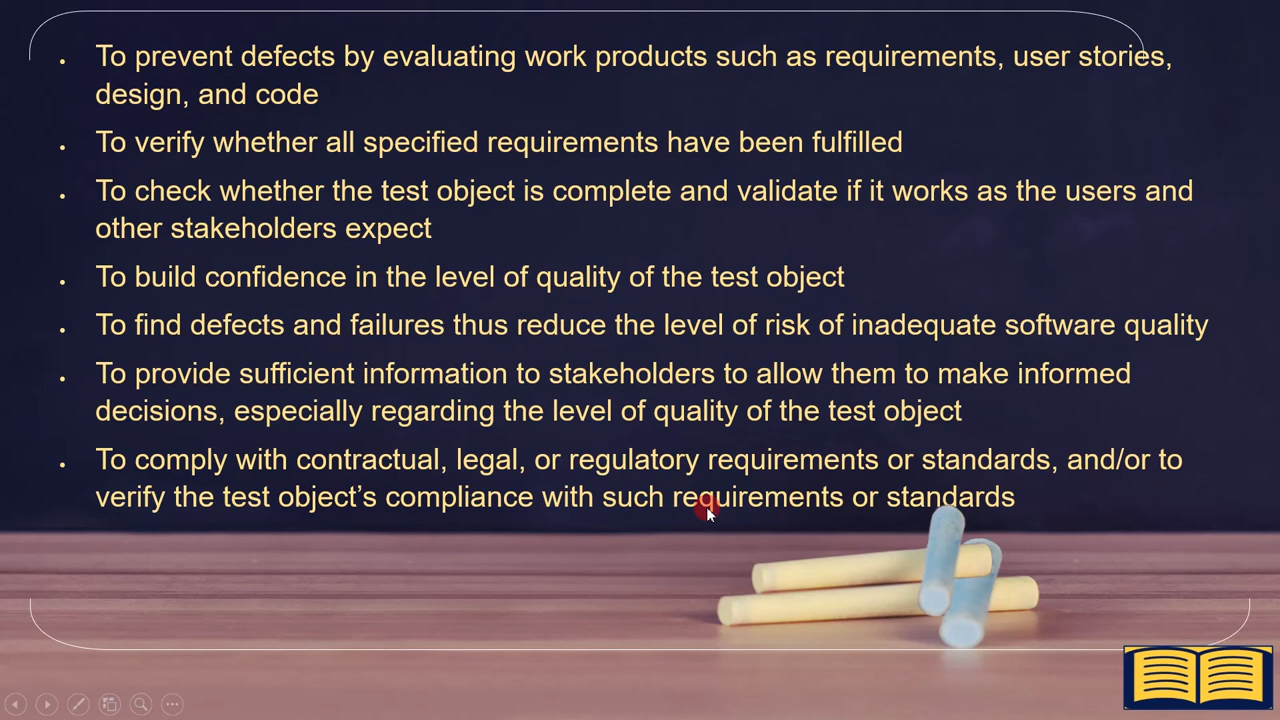 • To prevent defects by evaluating work products such as requirements, user stories,
design, and code
• To verify whether all specified requirements have been fulfilled
• To check whether the test object is complete and validate if it works as the users and
other stakeholders expect
• To build confidence in the level of quality of the test object
• To find defects and failures thus reduce the level of risk of inadequate software quality
• To provide sufficient information to stakeholders to allow them to make informed
decisions, especially regarding the level of quality of the test object
• To comply with contractual, legal, or regulatory requirements or standards, and/or to
verify the test object’s compliance with such requirements or standards